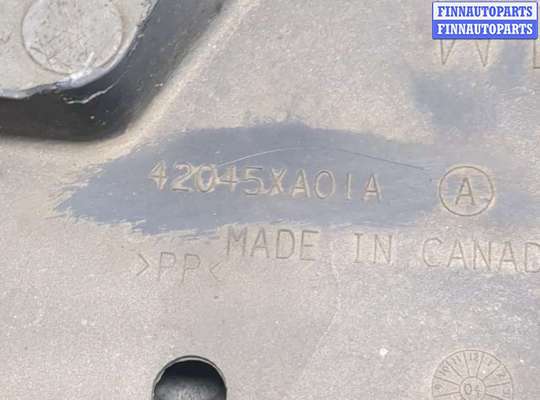 FINNAUTOPARTS
FINNAUTOPARTS
42045XA01A A
MADE IN CANAD
>PP<